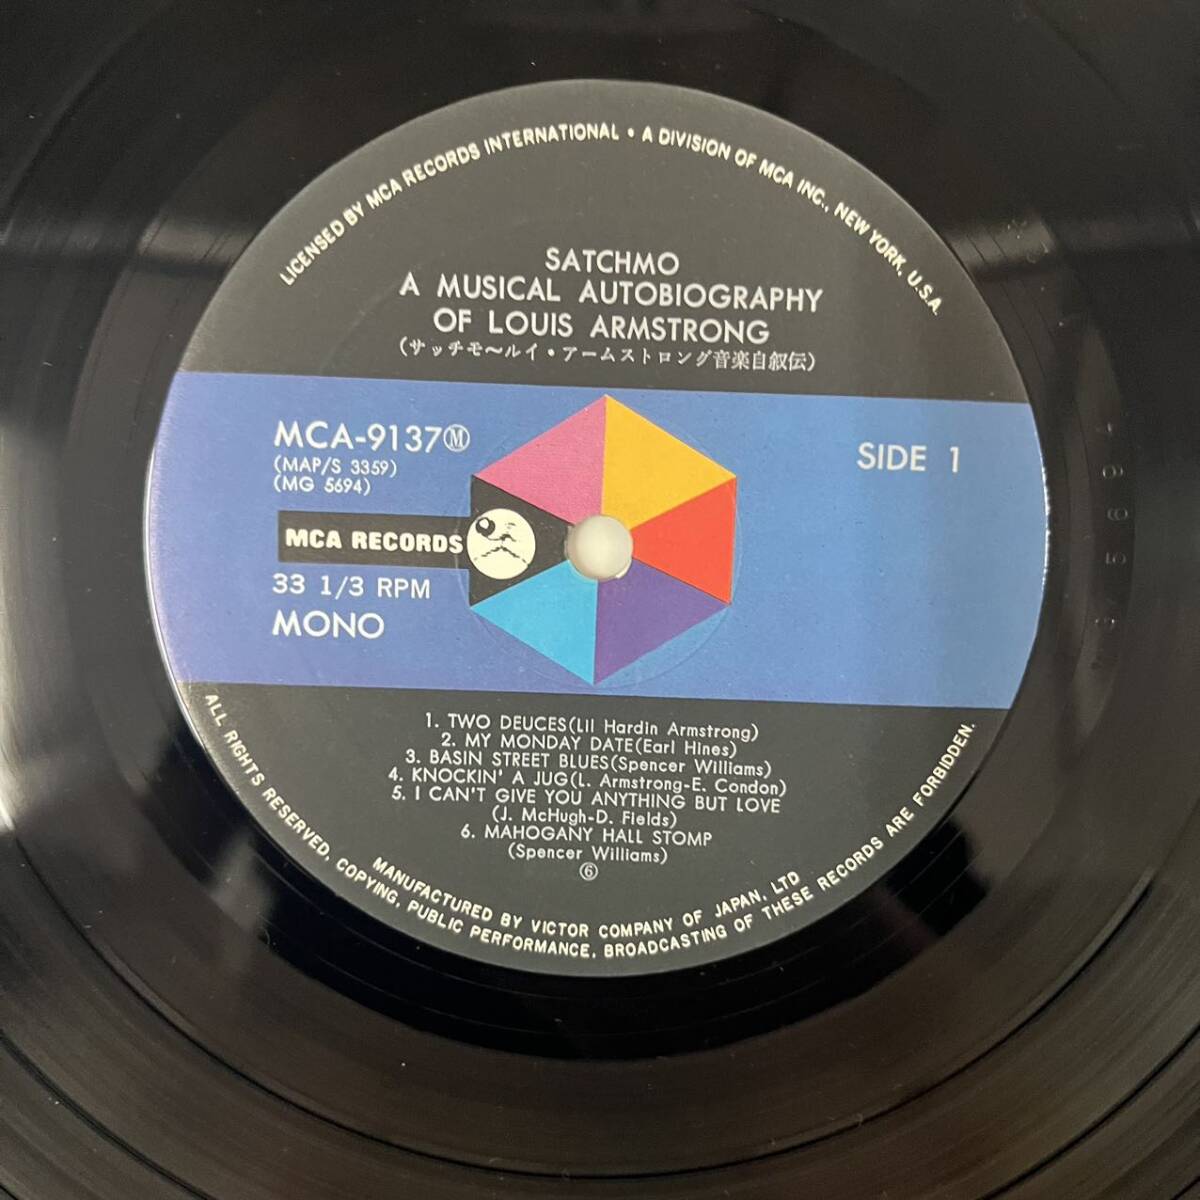 LICENSED BY MCA RECORDS INTERNATIONAL • A DIVISION OF MCA INC., NEW YORK, U.S.A.
SATCHMO
A MUSICAL AUTOBIOGRAPHY
OF LOUIS ARMSTRONG
(サッチモ〜ルイ・アームストロング音楽自叙伝)
MCA-9137Ⓜ
(MAP/S 3359)
(MG 5694)
SIDE 1
MCA RECORDS
33 1/3 RPM
MONO
1. TWO DEUCES(Lil Hardin Armstrong)
2. MY MONDAY DATE(Earl Hines)
3. BASIN STREET BLUES(Spencer Williams)
4. KNOCKIN' A JUG(L. Armstrong-E. Condon)
5. I CAN'T GIVE YOU ANYTHING BUT LOVE
(J. McHugh-D. Fields)
6. MAHOGANY HALL STOMP
(Spencer Williams)
⑥
MANUFACTURED BY VICTOR COMPANY OF JAPAN, LTD
ALL RIGHTS RESERVED, COPYING, PUBLIC PERFORMANCE, BROADCASTING OF THESE RECORDS ARE FORBIDDEN.